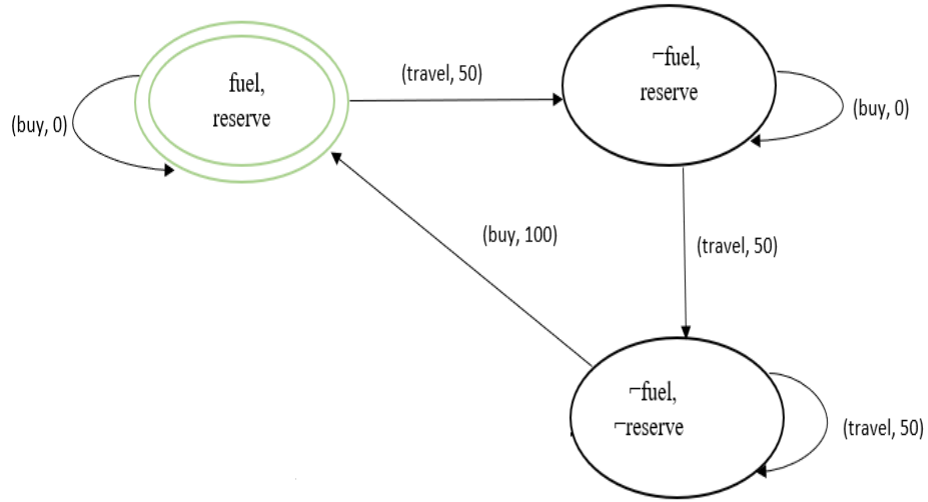 fuel,
reserve
(travel, 50)
¬fuel,
reserve
(buy, 0)
(buy, 0)
(buy, 100)
(travel, 50)
¬fuel,
¬reserve
(travel, 50)